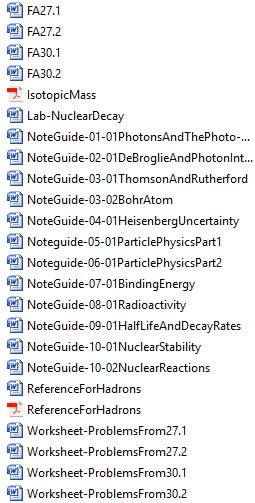 FA27.1
FA27.2
FA30.1
FA30.2
IsotopicMass
Lab-NuclearDecay
NoteGuide-01-01PhotonsAndThePhoto-...
NoteGuide-02-01DeBroglieAndPhotonInt...
NoteGuide-03-01ThomsonAndRutherford
NoteGuide-03-02BohrAtom
NoteGuide-04-01HeisenbergUncertainty
Noteguide-05-01ParticlePhysicsPart1
Noteguide-06-01ParticlePhysicsPart2
NoteGuide-07-01BindingEnergy
NoteGuide-08-01Radioactivity
NoteGuide-09-01HalfLifeAndDecayRates
NoteGuide-10-01NuclearStability
NoteGuide-10-02NuclearReactions
ReferenceForHadrons
ReferenceForHadrons
Worksheet-ProblemsFrom27.1
Worksheet-ProblemsFrom27.2
Worksheet-ProblemsFrom30.1
Worksheet-ProblemsFrom30.2